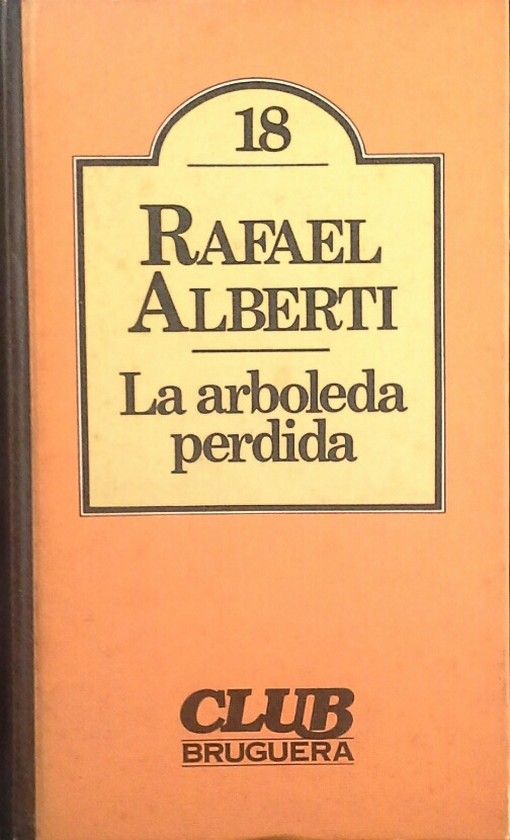 18
RAFAEL
ALBERTI
La arboleda
perdida
CLUB
BRUGUERA